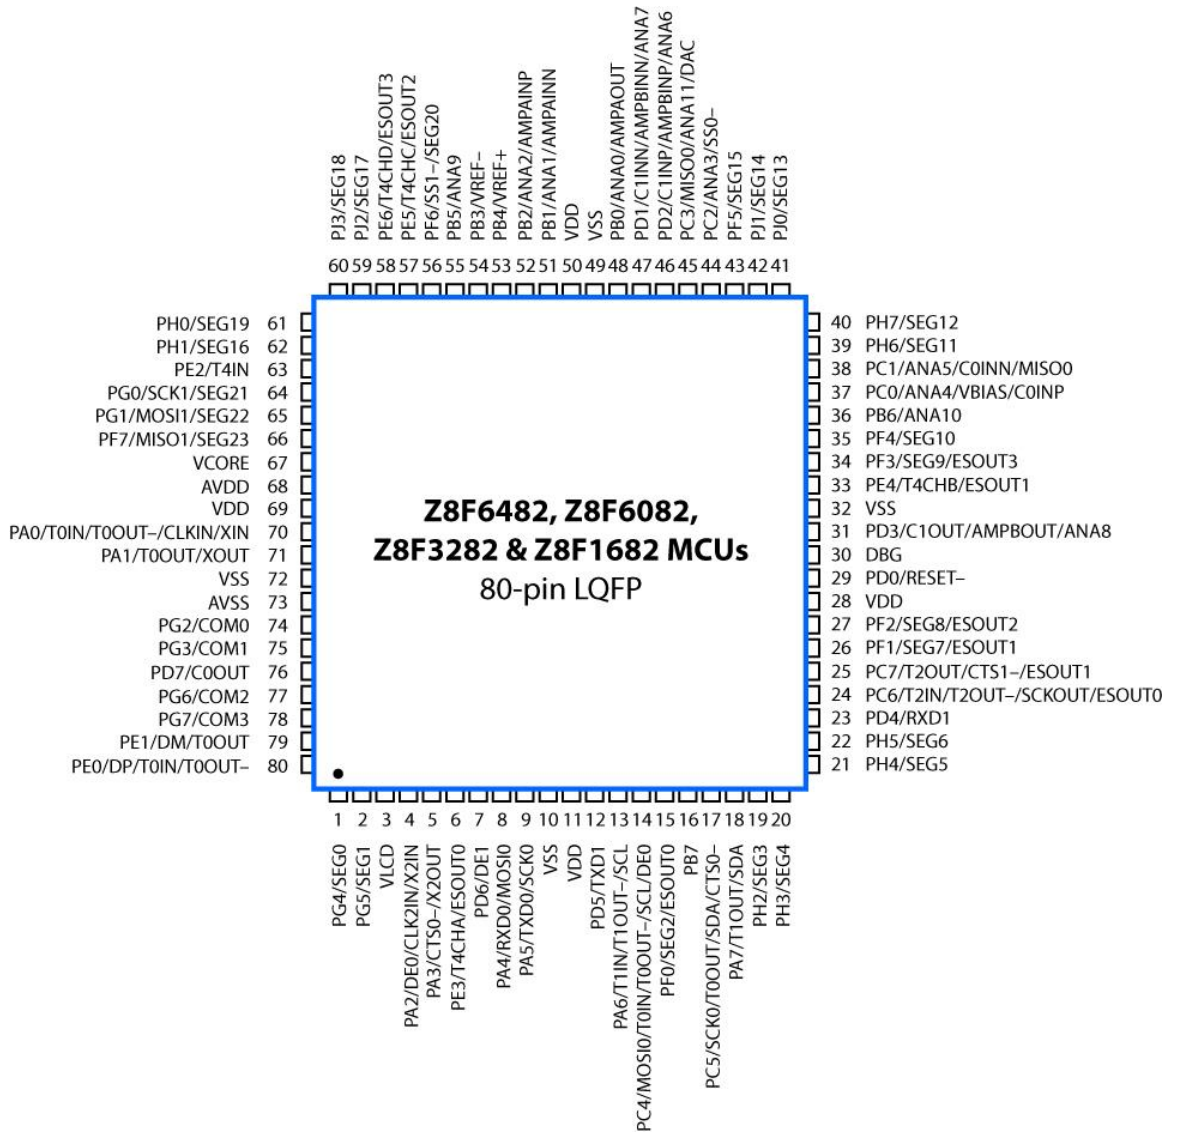 PJ3/SEG18
PJ2/SEG17
PE6/T4CHD/ESOUT3
PE5/T4CHC/ESOUT2
PF6/SS1–/SEG20
PB5/ANA9
PB3/VREF–
PB4/VREF+
PB2/ANA2/AMPAINP
PB1/ANA1/AMPAINN
VDD
VSS
PB0/ANA0/AMPAOUT
PD1/C1INN/AMPBINN/ANA7
PD2/C1INP/AMPBINP/ANA6
PC3/MISO0/ANA11/DAC
PC2/ANA3/SS0–
PF5/SEG15
PJ1/SEG14
PJ0/SEG13
60 59 58 57 56 55 54 53 52 51 50 49 48 47 46 45 44 43 42 41
PH0/SEG19 61
PH1/SEG16 62
PE2/T4IN 63
PG0/SCK1/SEG21 64
PG1/MOSI1/SEG22 65
PF7/MISO1/SEG23 66
VCORE 67
AVDD 68
VDD 69
PA0/T0IN/T0OUT–/CLKIN/XIN 70
PA1/T0OUT/XOUT 71
VSS 72
AVSS 73
PG2/COM0 74
PG3/COM1 75
PD7/C0OUT 76
PG6/COM2 77
PG7/COM3 78
PE1/DM/T0OUT 79
PE0/DP/T0IN/T0OUT– 80
Z8F6482, Z8F6082,
Z8F3282 & Z8F1682 MCUs
80-pin LQFP
40 PH7/SEG12
39 PH6/SEG11
38 PC1/ANA5/C0INN/MISO0
37 PC0/ANA4/VBIAS/C0INP
36 PB6/ANA10
35 PF4/SEG10
34 PF3/SEG9/ESOUT3
33 PE4/T4CHB/ESOUT1
32 VSS
31 PD3/C1OUT/AMPBOUT/ANA8
30 DBG
29 PD0/RESET–
28 VDD
27 PF2/SEG8/ESOUT2
26 PF1/SEG7/ESOUT1
25 PC7/T2OUT/CTS1–/ESOUT1
24 PC6/T2IN/T2OUT–/SCKOUT/ESOUT0
23 PD4/RXD1
22 PH5/SEG6
21 PH4/SEG5
1 2 3 4 5 6 7 8 9 10 11 12 13 14 15 16 17 18 19 20
PG4/SEG0
PG5/SEG1
VLCD
PA2/DE0/CLK2IN/X2IN
PA3/CTS0–/X2OUT
PE3/T4CHA/ESOUT0
PD6/DE1
PA4/RXD0/MOSI0
PA5/TXD0/SCK0
VSS
VDD
PD5/TXD1
PA6/T1IN/T1OUT–/SCL
PC4/MOSI0/T0IN/T0OUT–/SCL/DE0
PF0/SEG2/ESOUT0
PB7
PC5/SCK0/T0OUT/SDA/CTS0–
PA7/T1OUT/SDA
PH2/SEG3
PH3/SEG4